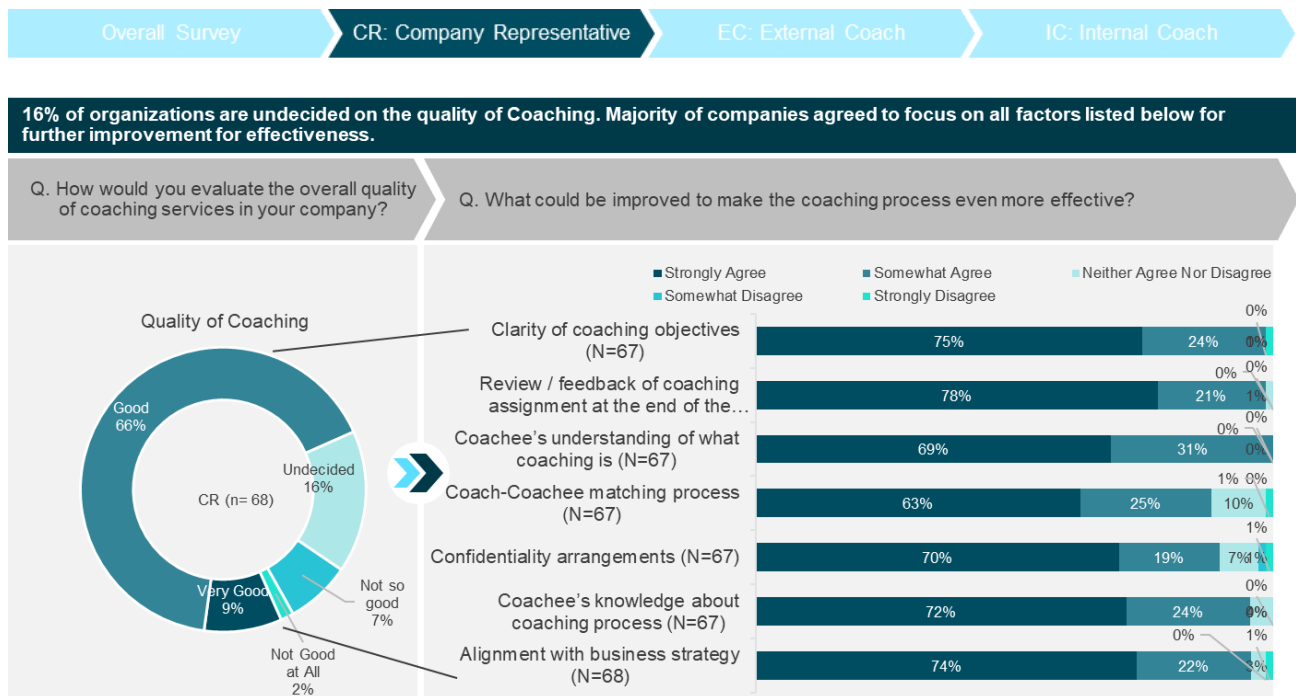 Overall Survey
CR: Company Representative
EC: External Coach
IC: Internal Coach
16% of organizations are undecided on the quality of Coaching. Majority of companies agreed to focus on all factors listed below for
further improvement for effectiveness.
Q. How would you evaluate the overall quality
of coaching services in your company?
Q. What could be improved to make the coaching process even more effective?
Quality of Coaching
Good
66%
Undecided
16%
CR (n= 68)
Very Good
9%
Not so
good
7%
Not Good
at All
2%
Strongly Agree
Somewhat Agree
Neither Agree Nor Disagree
Somewhat Disagree
Strongly Disagree
Clarity of coaching objectives
(N=67)
75%
24%
0%
Review / feedback of coaching
assignment at the end of the…
78%
21%
1%
0%
0%
Coachee's understanding of what
coaching is (N=67)
69%
31%
0%
0%
0%
Coach-Coachee matching process
(N=67)
63%
25%
10%
1%
0%
Confidentiality arrangements (N=67)
70%
19%
7%
1%
1%
Coachee's knowledge about
coaching process (N=67)
72%
24%
0%
Alignment with business strategy
(N=68)
74%
22%
3%
0%
1%